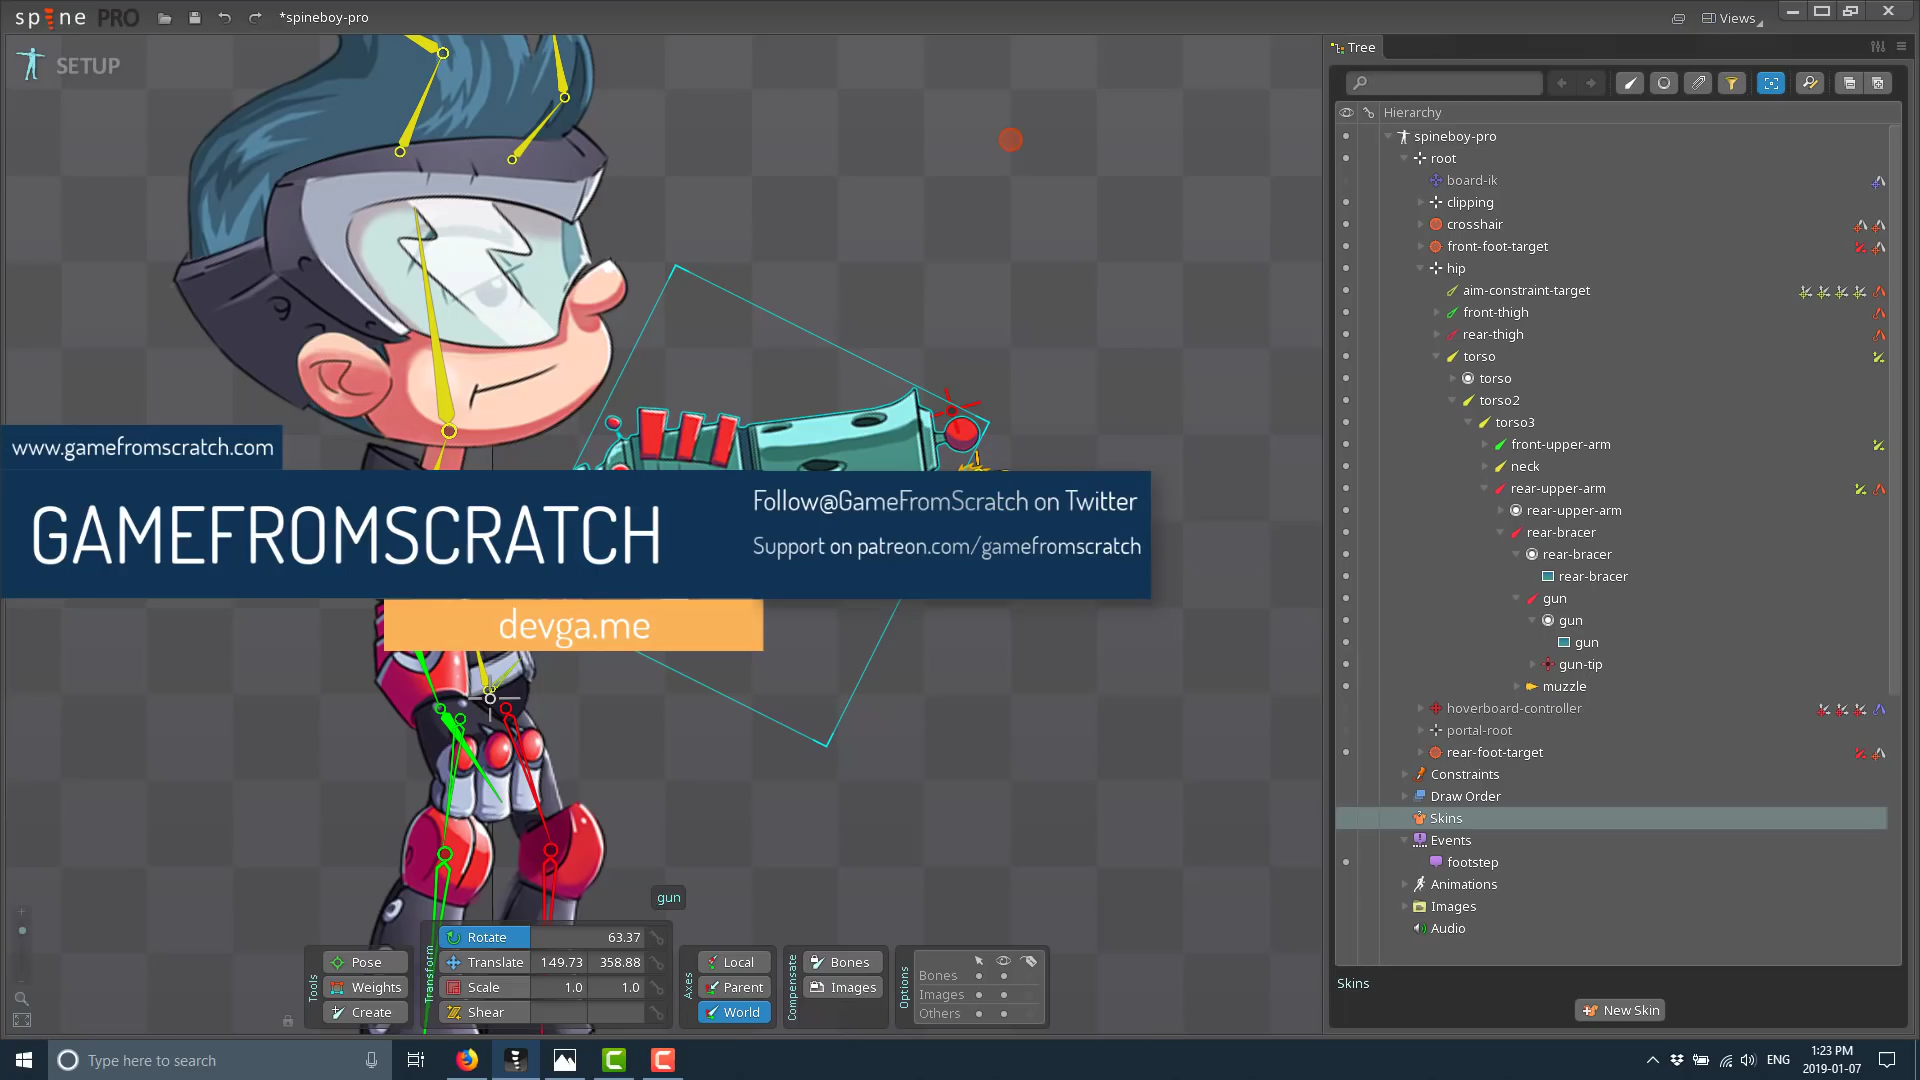 spine PRO
*spineboy-pro
Views
SETUP
Tree
Hierarchy
spineboy-pro
root
board-ik
clipping
crosshair
front-foot-target
hip
aim-constraint-target
front-thigh
rear-thigh
torso
torso
torso2
torso3
front-upper-arm
neck
rear-upper-arm
rear-upper-arm
rear-bracer
rear-bracer
rear-bracer
gun
gun
gun
gun-tip
muzzle
hoverboard-controller
portal-root
rear-foot-target
Constraints
Draw Order
Skins
Events
footstep
Animations
Images
Audio
Skins
New Skin
www.gamefromscratch.com
GAMEFROMSCRATCH
Follow@GameFromScratch on Twitter
Support on patreon.com/gamefromscratch
devga.me
gun
Tools
Pose
Weights
Create
Transform
Rotate 63.37
Translate 149.73 358.88
Scale 1.0 1.0
Shear
Axes
Local
Parent
World
Compensate
Bones
Images
Options
Bones
Images
Others
Type here to search
ENG
1:23 PM
2019-01-07